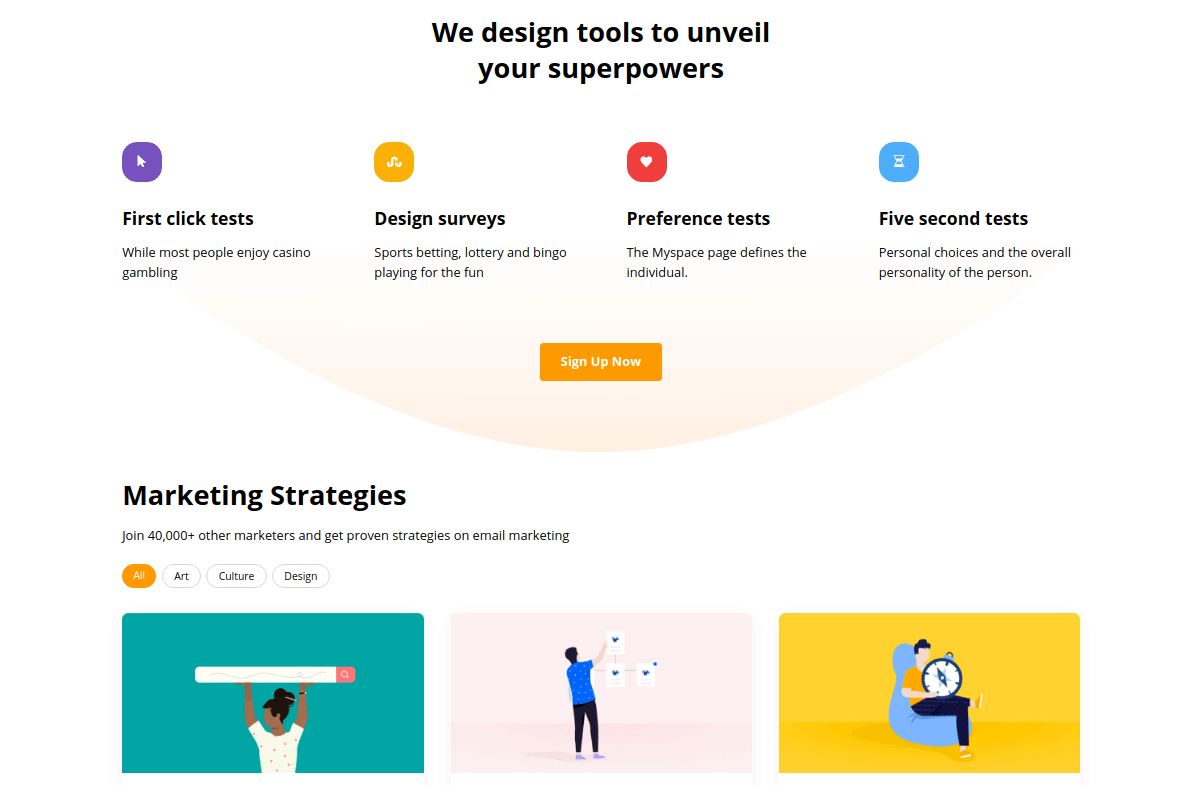 We design tools to unveil
your superpowers
First click tests
While most people enjoy casino
gambling
Design surveys
Sports betting, lottery and bingo
playing for the fun
Preference tests
The Myspace page defines the
individual.
Five second tests
Personal choices and the overall
personality of the person.
Sign Up Now
Marketing Strategies
Join 40,000+ other marketers and get proven strategies on email marketing
All
Art
Culture
Design